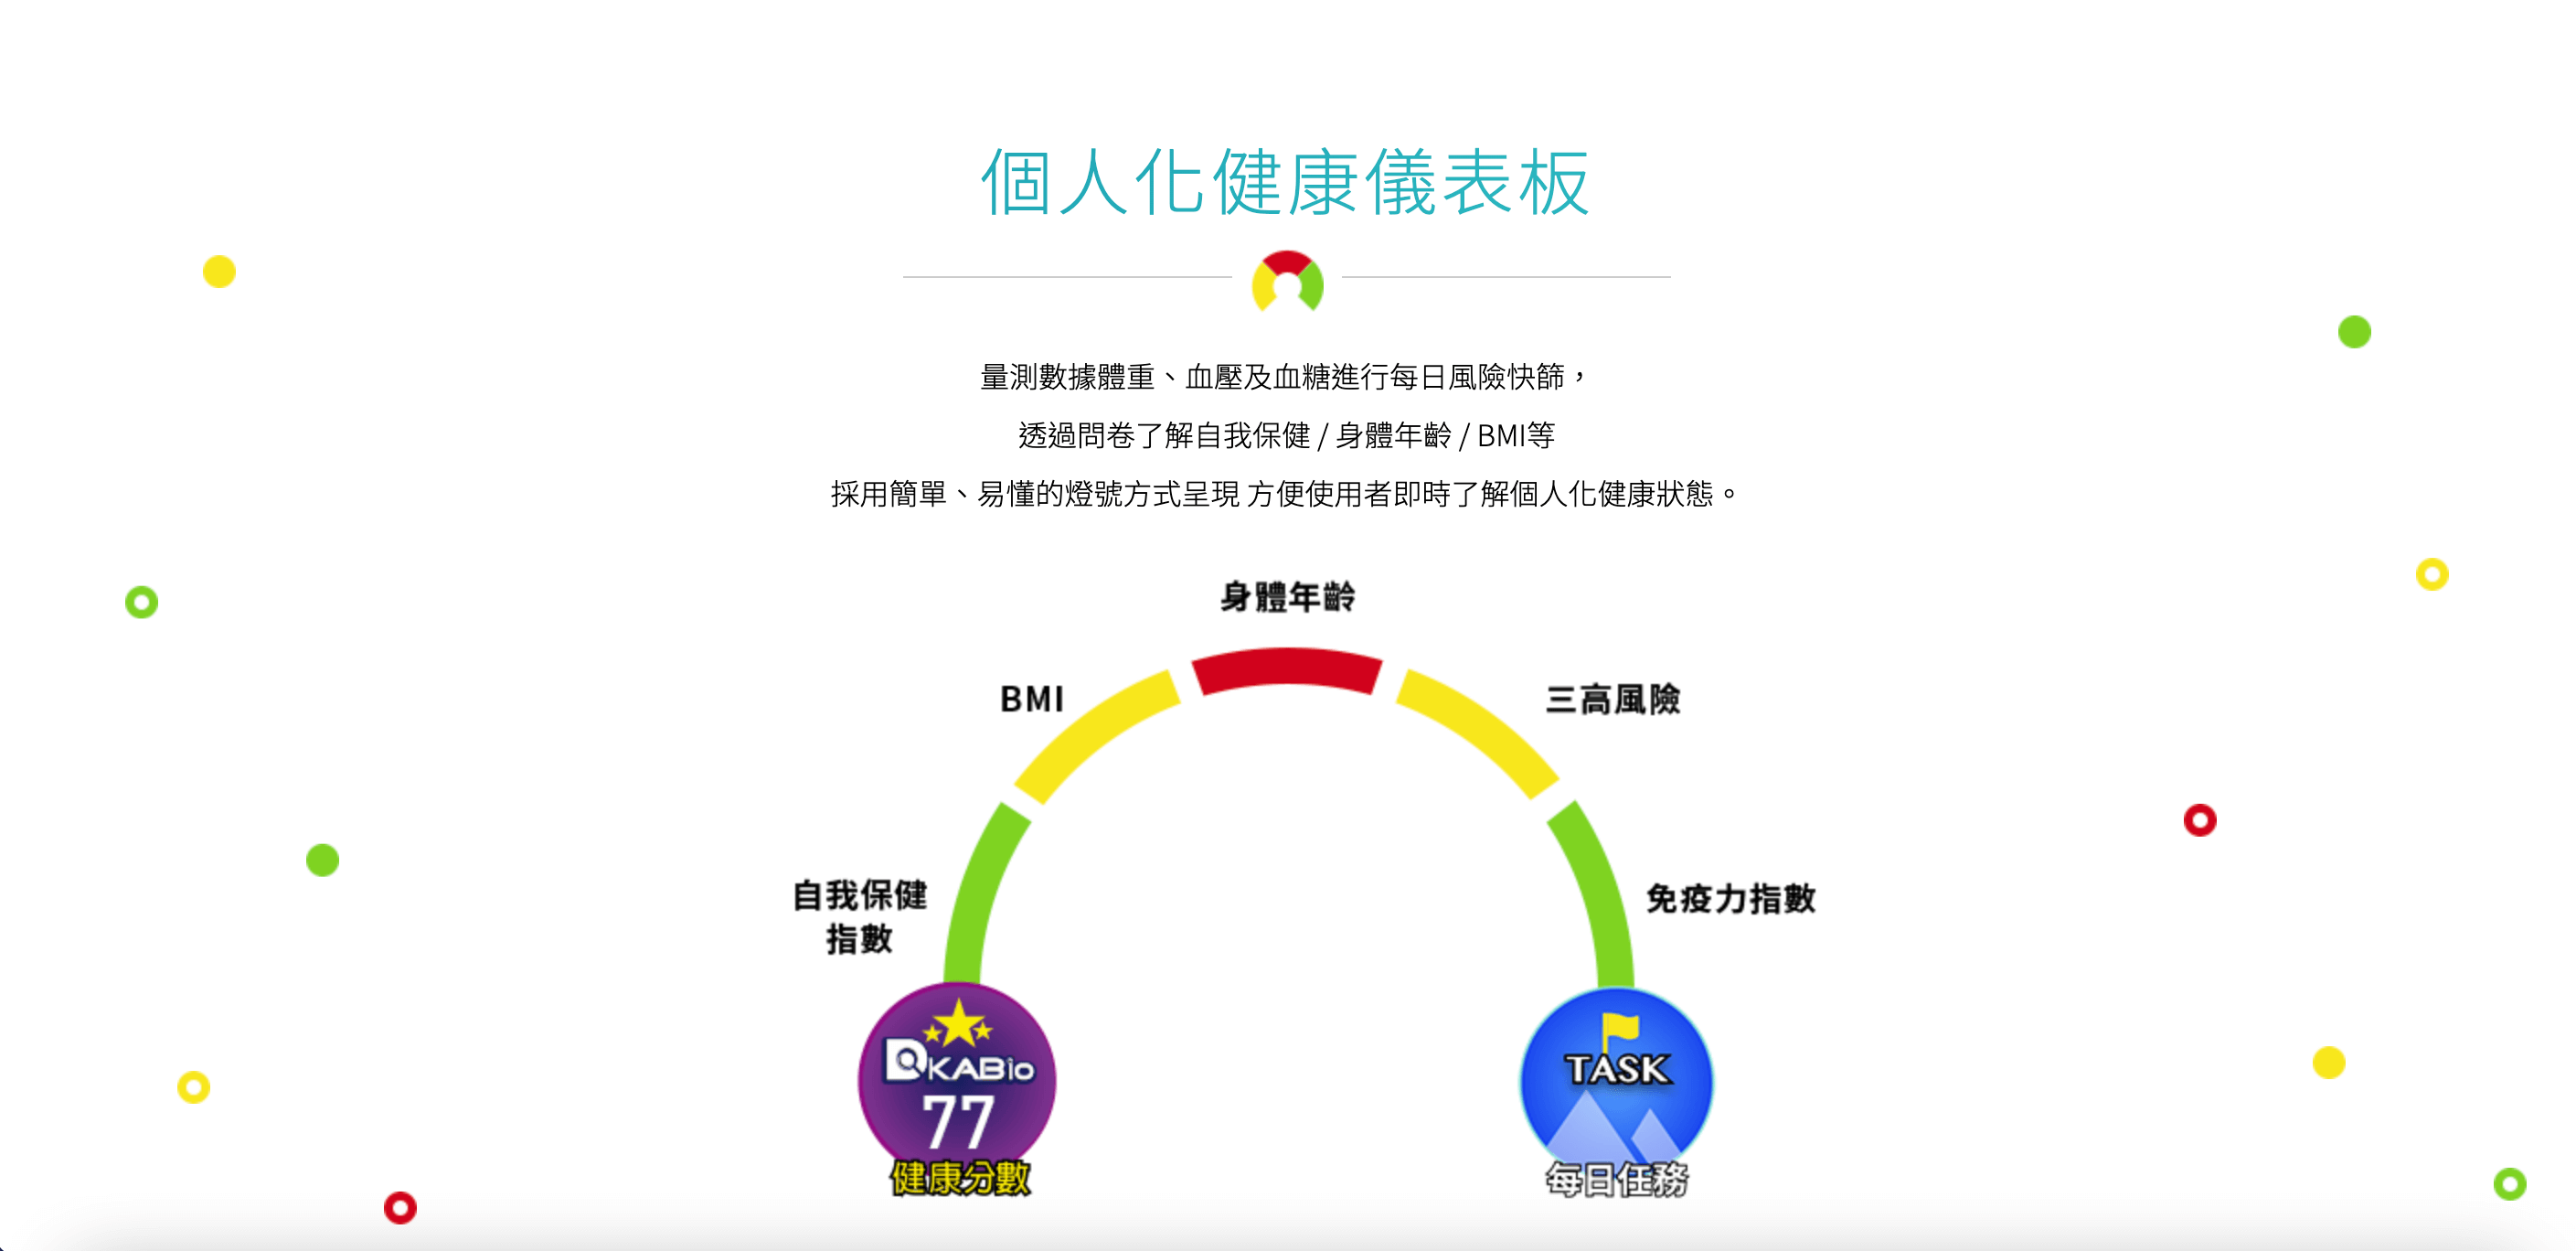 個人化健康儀表板
量測數據體重、血壓及血糖進行每日風險快篩，
透過問卷了解自我保健 / 身體年齡 / BMI等
採用簡單、易懂的燈號方式呈現 方便使用者即時了解個人化健康狀態。
身體年齡
BMI
三高風險
自我保健
指數
免疫力指數
DKABio
77
健康分數
TASK
每日任務